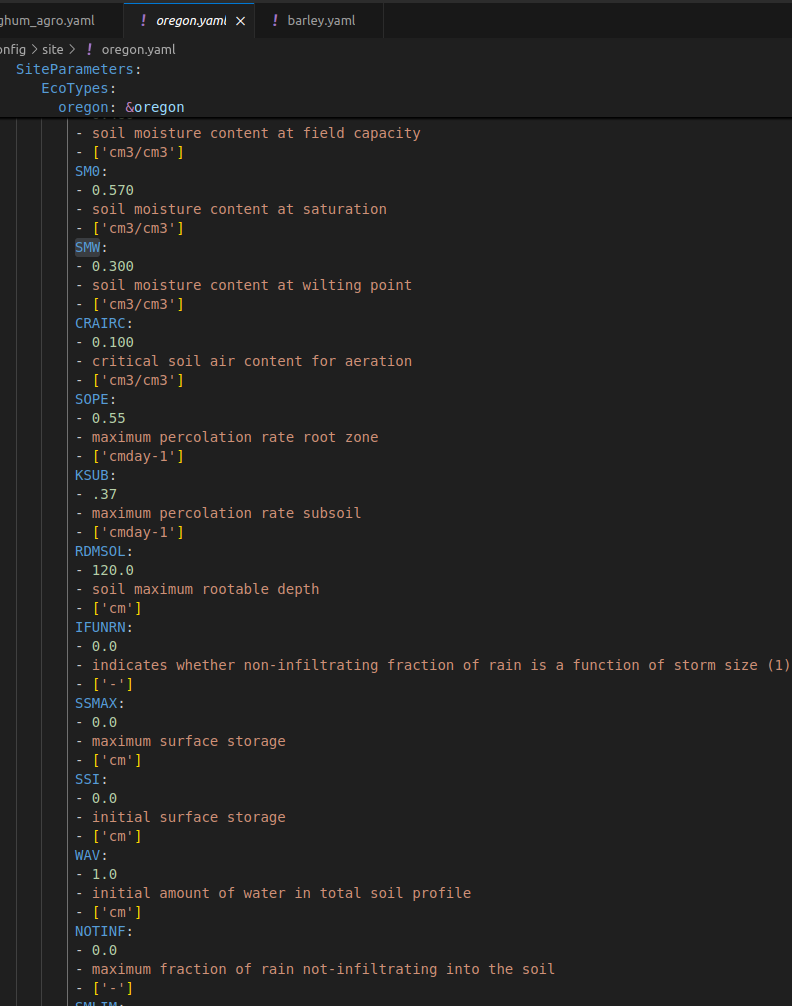 ghum_agro.yaml ! oregon.yaml × ! barley.yaml
onfig > site > ! oregon.yaml
SiteParameters:
EcoTypes:
oregon: &oregon
- soil moisture content at field capacity
- ['cm3/cm3']
SM0:
- 0.570
- soil moisture content at saturation
- ['cm3/cm3']
SMW:
- 0.300
- soil moisture content at wilting point
- ['cm3/cm3']
CRAIRC:
- 0.100
- critical soil air content for aeration
- ['cm3/cm3']
SOPE:
- 0.55
- maximum percolation rate root zone
- ['cmday-1']
KSUB:
- .37
- maximum percolation rate subsoil
- ['cmday-1']
RDMSOL:
- 120.0
- soil maximum rootable depth
- ['cm']
IFUNRN:
- 0.0
- indicates whether non-infiltrating fraction of rain is a function of storm size (1)
- ['-']
SSMAX:
- 0.0
- maximum surface storage
- ['cm']
SSI:
- 0.0
- initial surface storage
- ['cm']
WAV:
- 1.0
- initial amount of water in total soil profile
- ['cm']
NOTINF:
- 0.0
- maximum fraction of rain not-infiltrating into the soil
- ['-']